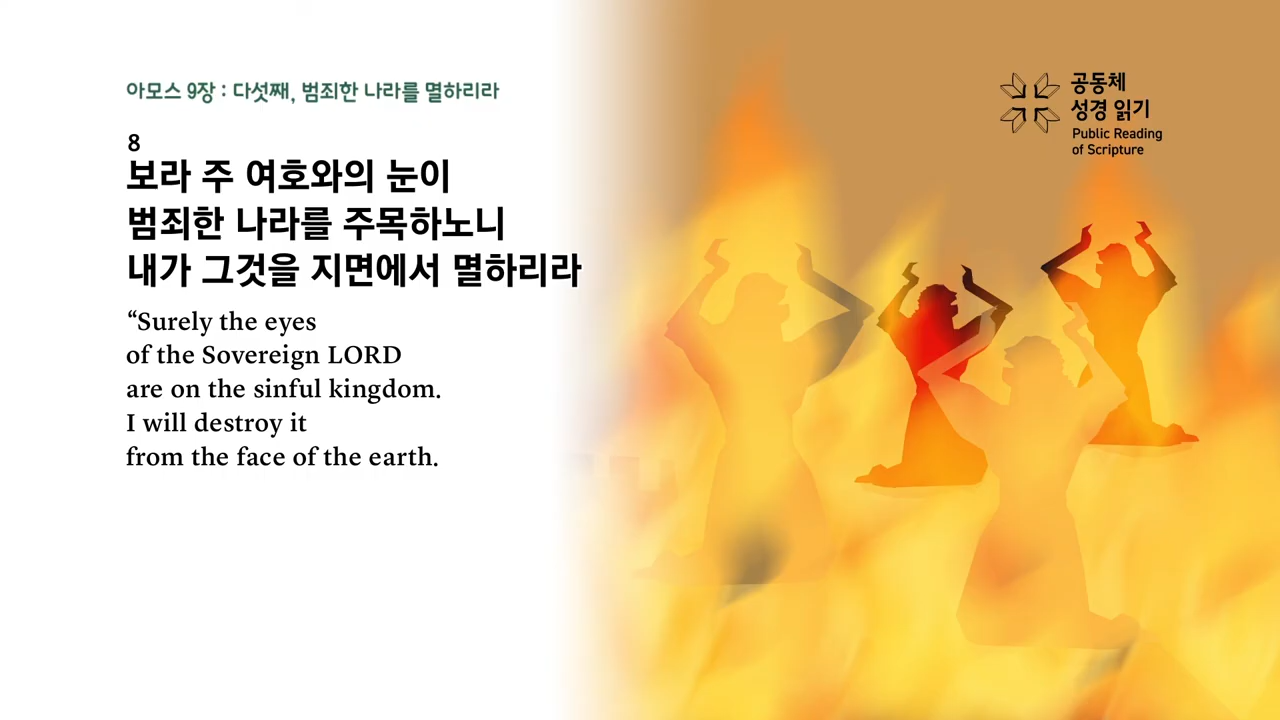 아모스 9장 : 다섯째, 범죄한 나라를 멸하리라
8
보라 주 여호와의 눈이
범죄한 나라를 주목하노니
내가 그것을 지면에서 멸하리라
“Surely the eyes
of the Sovereign LORD
are on the sinful kingdom.
I will destroy it
from the face of the earth.
공동체
성경 읽기
Public Reading
of Scripture